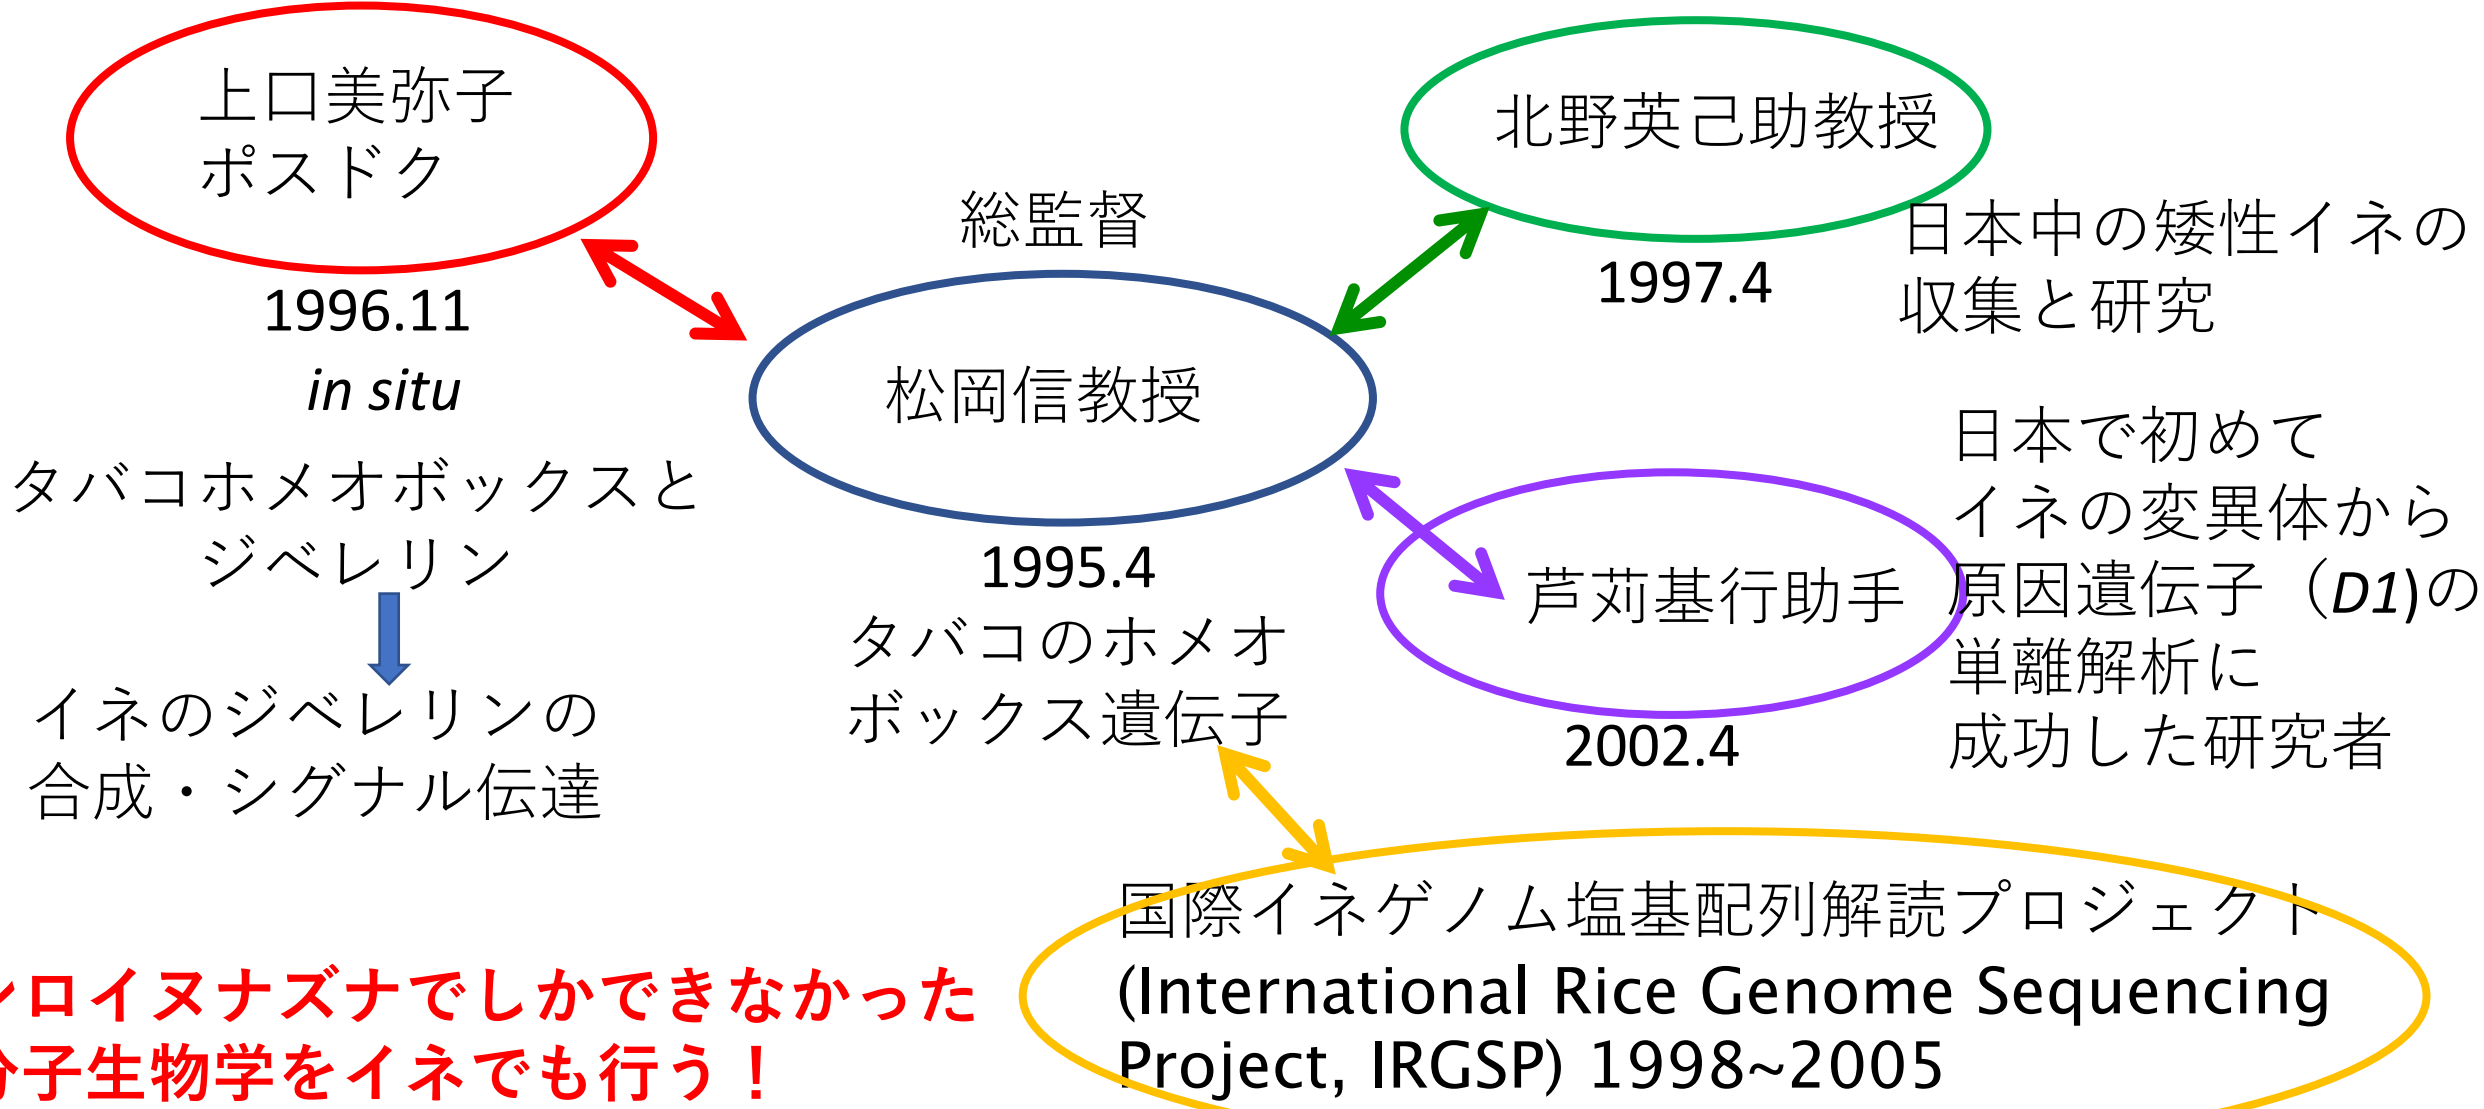 上口美弥子
ポスドク
1996.11
in situ
タバコホメオボックスと
ジベレリン
イネのジベレリンの
合成・シグナル伝達
総監督
松岡信教授
1995.4
タバコのホメオ
ボックス遺伝子
北野英己助教授
1997.4
日本中の矮性イネの
収集と研究
芦苅基行助手
2002.4
日本で初めて
イネの変異体から
原因遺伝子（D1)の
単離解析に
成功した研究者
国際イネゲノム塩基配列解読プロジェクト
(International Rice Genome Sequencing
Project, IRGSP) 1998~2005
ロイヌナズナでしかできなかった
子生物学をイネでも行う！